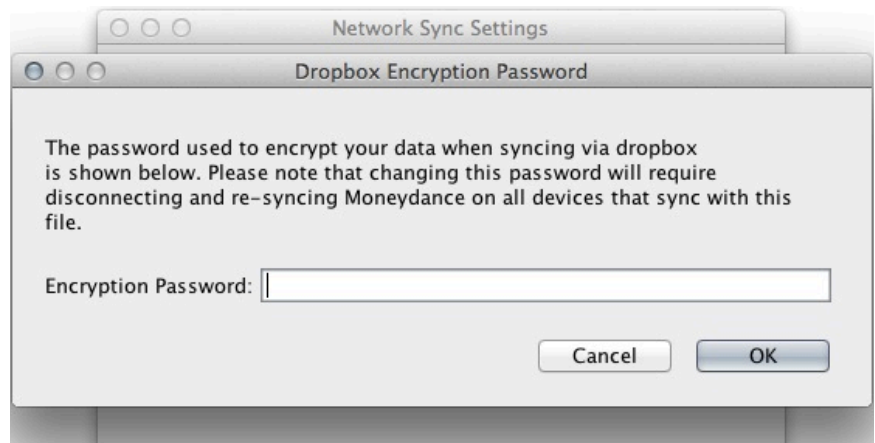 Network Sync Settings
Dropbox Encryption Password
The password used to encrypt your data when syncing via dropbox
is shown below. Please note that changing this password will require
disconnecting and re-syncing Moneydance on all devices that sync with this
file.
Encryption Password:
Cancel OK